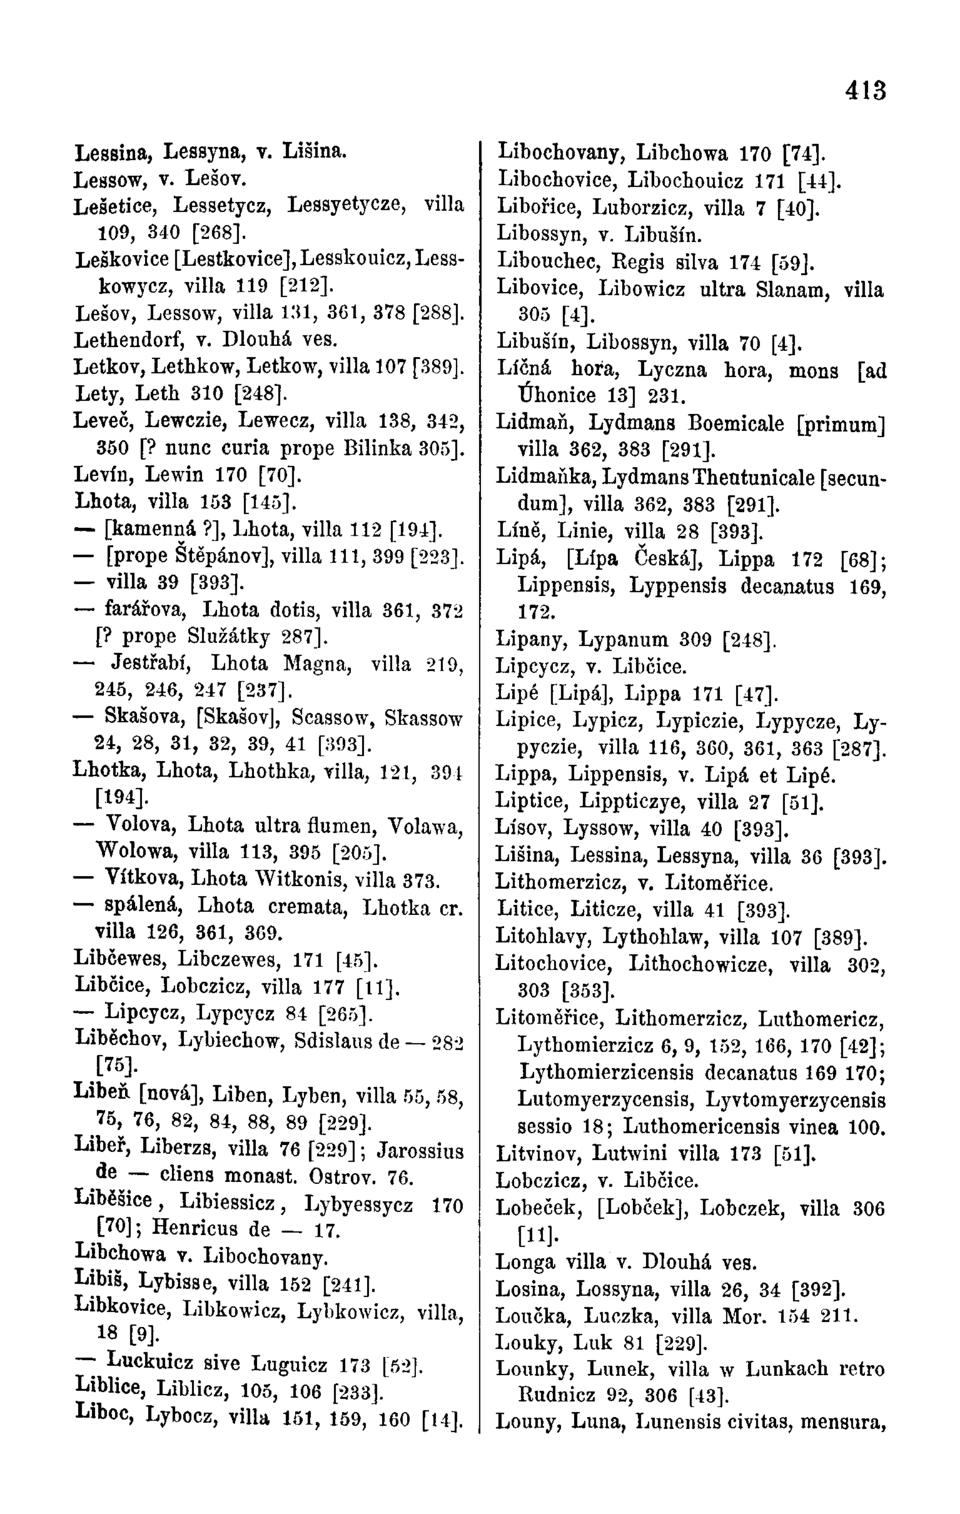 413
Lessina, Lessyna, v. Lišina.
Lessow, v. Lešov.
Lešetice, Lessetycz, Lessyetycze, villa
109, 340 [268].
Leškovice [Lestkovice], Lesskouicz, Less-
kowycz, villa 119 [212].
Lešov, Lessow, villa 131, 361, 378 [288].
Lethendorf, v. Dlouhá ves.
Letkov, Lethkow, Letkow, villa 107 [389].
Lety, Leth 310 [248].
Leveč, Lewczie, Lewecz, villa 138, 342,
350 [? nunc curia prope Bilinka 305].
Levín, Lewin 170 [70].
Lhota, villa 153 [145].
— [kamenná ?], Lhota, villa 112 [194].
— [prope Štěpánov], villa 111, 399 [223].
— villa 39 [393].
— farářova, Lhota dotis, villa 361, 372
[? prope Služátky 287].
— Jestřabí, Lhota Magna, villa 219,
245, 246, 247 [237].
— Skašova, [Skašov], Scassow, Skassow
24, 28, 31, 32, 39, 41 [393].
Lhotka, Lhota, Lhothka, villa, 121, 394
[194].
— Volova, Lhota ultra flumen, Volawa,
Wolowa, villa 113, 395 [205].
— Vítkova, Lhota Witkonis, villa 373.
— spálená, Lhota cremata, Lhotka cr.
villa 126, 361, 369.
Libčewes, Libczewes, 171 [45].
Libčice, Lobczicz, villa 177 [11].
— Lipcycz, Lypcycz 84 [265].
Liběchov, Lybiechow, Sdislaus de — 282
[75].
Libeň [nová], Liben, Lyben, villa 55, 58,
75, 76, 82, 84, 88, 89 [229].
Libeř, Liberzs, villa 76 [229]; Jarossius
de — cliens monast. Ostrov. 76.
Liběšice, Libiessicz, Lybyessycz 170
[70]; Henricus de — 17.
Libchowa v. Libochovany.
Libiš, Lybisse, villa 152 [241].
Libkovice, Libkowicz, Lybkowicz, villa,
18 [9].
— Luckuicz sive Luguicz 173 [52].
Liblice, Liblicz, 105, 106 [233].
Liboc, Lybocz, villa 151, 159, 160 [14].
Libochovany, Libchowa 170 [74].
Libochovice, Libochouicz 171 [44].
Libořice, Luborzicz, villa 7 [40].
Libossyn, v. Libušín.
Libouchec, Regis silva 174 [59].
Libovice, Libowicz ultra Slanam, villa
305 [4].
Libušín, Libossyn, villa 70 [4].
Líčná hora, Lyczna hora, mons [ad
Úhonice 13] 231.
Lidmaň, Lydmans Boemicale [primum]
villa 362, 383 [291].
Lidmaňka, Lydmans Theutunicale [secun-
dum], villa 362, 383 [291].
Líně, Linie, villa 28 [393].
Lipá, [Lípa Česká], Lippa 172 [68];
Lippensis, Lyppensis decanatus 169,
172.
Lipany, Lypanum 309 [248].
Lipcycz, v. Libčice.
Lipé [Lipá], Lippa 171 [47].
Lipice, Lypicz, Lypiczie, Lypycze, Ly-
pyczie, villa 116, 360, 361, 363 [287].
Lippa, Lippensis, v. Lipá et Lipé.
Liptice, Lippticzye, villa 27 [51].
Lísov, Lyssow, villa 40 [393].
Lišina, Lessina, Lessyna, villa 36 [393].
Lithomerzicz, v. Litoměřice.
Litice, Liticze, villa 41 [393].
Litohlavy, Lythohlaw, villa 107 [389].
Litochovice, Lithochowicze, villa 302,
303 [353].
Litoměřice, Lithomerzicz, Luthomericz,
Lythomierzicz 6, 9, 152, 166, 170 [42];
Lythomierzicensis decanatus 169 170;
Lutomyerzycensis, Lyvtomyerzycensis
sessio 18; Luthomericensis vinea 100.
Litvinov, Lutwini villa 173 [51].
Lobczicz, v. Libčice.
Lobeček, [Lobček], Lobczek, villa 306
[11].
Longa villa v. Dlouhá ves.
Losina, Lossyna, villa 26, 34 [392].
Loučka, Luczka, villa Mor. 154 211.
Louky, Luk 81 [229].
Lounky, Lunek, villa w Lunkach retro
Rudnicz 92, 306 [43].
Louny, Luna, Lunensis civitas, mensura,